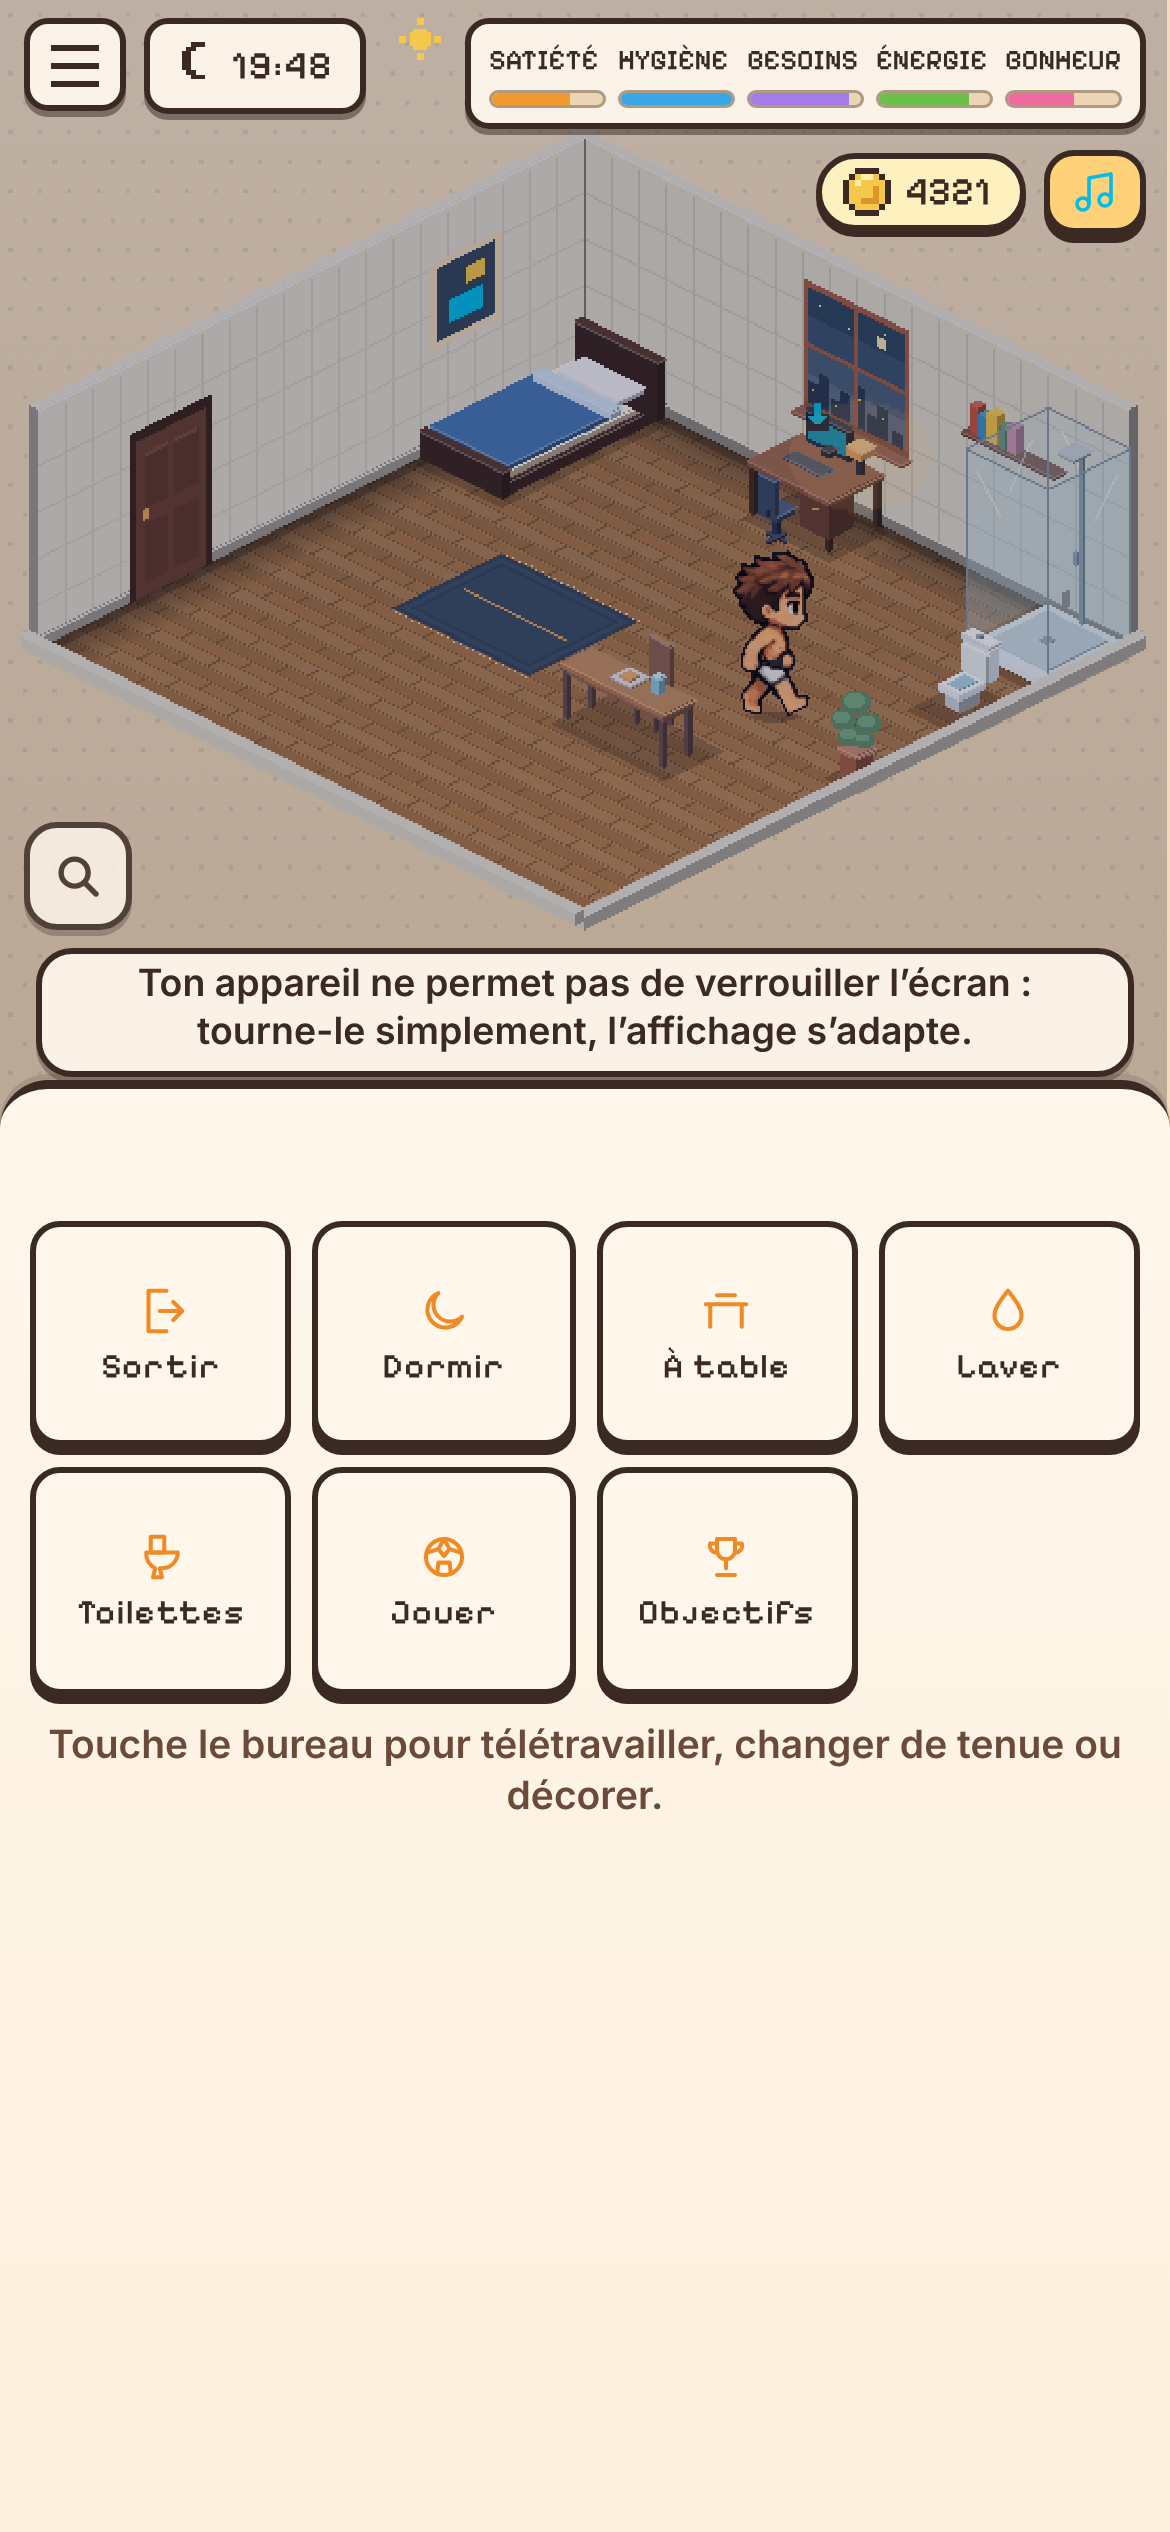 19:48
SATIÉTÉ HYGIÈNE BESOINS ÉNERGIE BONHEUR
4321
Ton appareil ne permet pas de verrouiller l’écran :
tourne-le simplement, l’affichage s’adapte.
Sortir
Dormir
À table
Laver
Toilettes
Jouer
Objectifs
Touche le bureau pour télétravailler, changer de tenue ou
décorer.